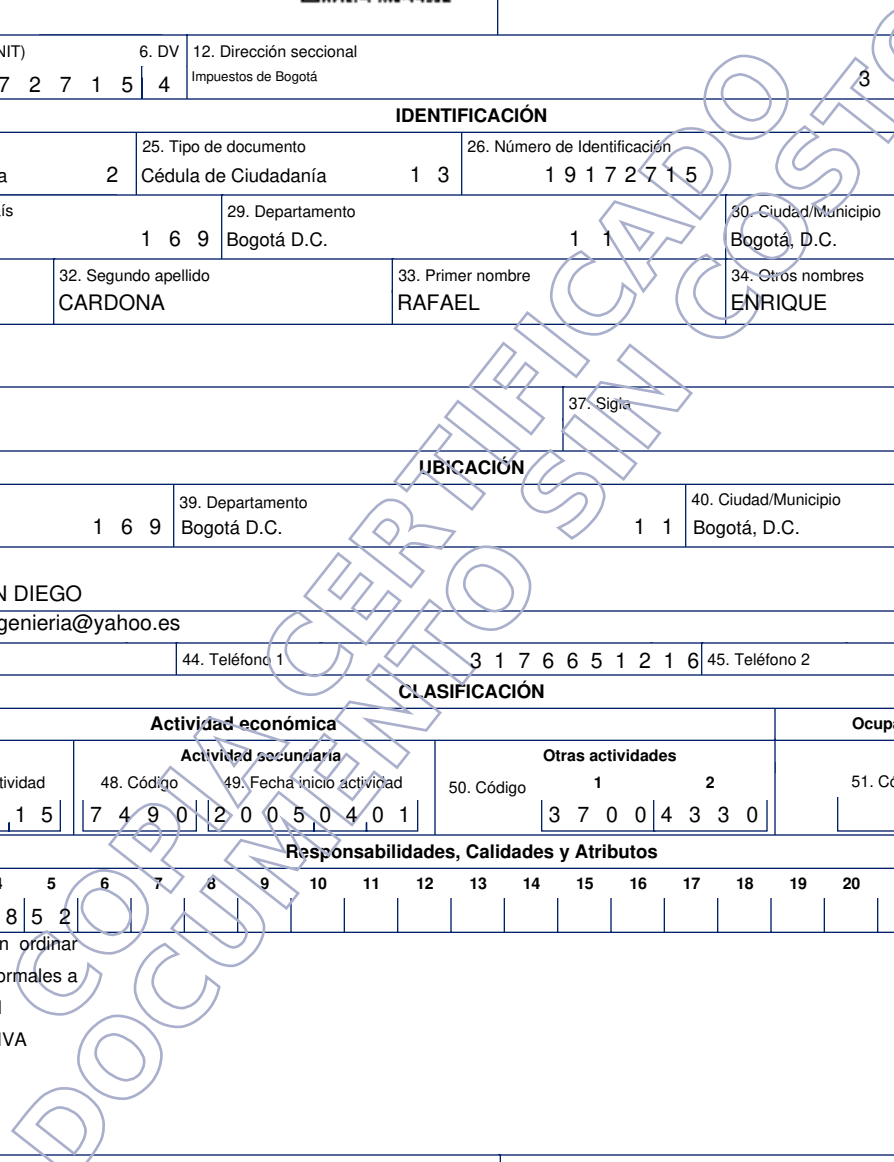 NIT) 6. DV 12. Dirección seccional
7 2 7 1 5 4 Impuestos de Bogotá 3
IDENTIFICACIÓN
25. Tipo de documento 26. Número de Identificación
a 2 Cédula de Ciudadanía 1 3 1 9 1 7 2 7 1 5
ís 29. Departamento 30. Ciudad/Municipio
1 6 9 Bogotá D.C. 1 1 Bogotá, D.C.
32. Segundo apellido 33. Primer nombre 34. Otros nombres
CARDONA RAFAEL ENRIQUE
37. Sigla
UBICACIÓN
39. Departamento 40. Ciudad/Municipio
1 6 9 Bogotá D.C. 1 1 Bogotá, D.C.
N DIEGO
genieria@yahoo.es
44. Teléfono 1 3 1 7 6 6 5 1 2 1 6 45. Teléfono 2
CLASIFICACIÓN
Actividad económica Ocupa
Actividad secundaria Otras actividades
tividad 48. Código 49. Fecha inicio actividad 50. Código 1 2 51. Có
1 5 7 4 9 0 2 0 0 5 0 4 0 1 3 7 0 0 4 3 3 0
Responsabilidades, Calidades y Atributos
5 6 7 8 9 10 11 12 13 14 15 16 17 18 19 20
8 5 2
n ordinar
ormales a
IVA
COPIA CERTIFICADO
DOCUMENTO SIN COSTO